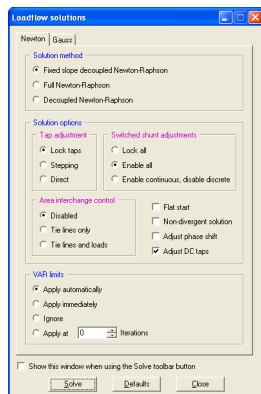 Loadflow solutions
Newton Gauss
Solution method
Fixed slope decoupled Newton-Raphson
Full Newton-Raphson
Decoupled Newton-Raphson
Solution options
Tap adjustment Switched shunt adjustments
Lock taps Lock all
Stepping Enable all
Direct Enable continuous, disable discrete
Area interchange control
Disabled Flat start
Tie lines only Non-divergent solution
Tie lines and loads Adjust phase shift
Adjust DC taps
VAR limits
Apply automatically
Apply immediately
Ignore
Apply at 0 Iterations
Show this window when using the Solve toolbar button
Solve Defaults Close